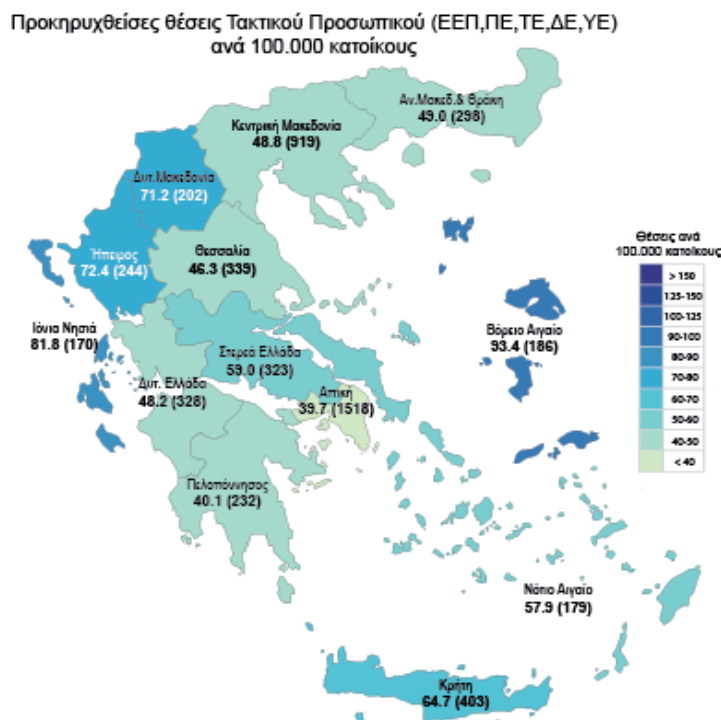 Προκηρυχθείσες θέσεις Τακτικού Προσωπικού (ΕΕΠ,ΠΕ,ΤΕ,ΔΕ,ΥΕ)
ανά 100.000 κατοίκους
Αν.Μακεδ.& Θράκη
49.0 (298)
Κεντρική Μακεδονία
48.8 (919)
Δυτ.Μακεδονία
71.2 (202)
Ήπειρος
72.4 (244)
Θεσσαλία
46.3 (339)
Ιόνια Νησιά
81.8 (170)
Στερεά Ελλάδα
59.0 (323)
Δυτ. Ελλάδα
48.2 (328)
Αττική
39.7 (1518)
Πελοπόννησος
40.1 (232)
Βόρειο Αιγαίο
93.4 (186)
Νότιο Αιγαίο
57.9 (179)
Κρήτη
64.7 (403)
Θέσεις ανά
100.000 κατοίκους
> 150
125-150
100-125
90-100
80-90
70-80
60-70
50-60
40-50
< 40